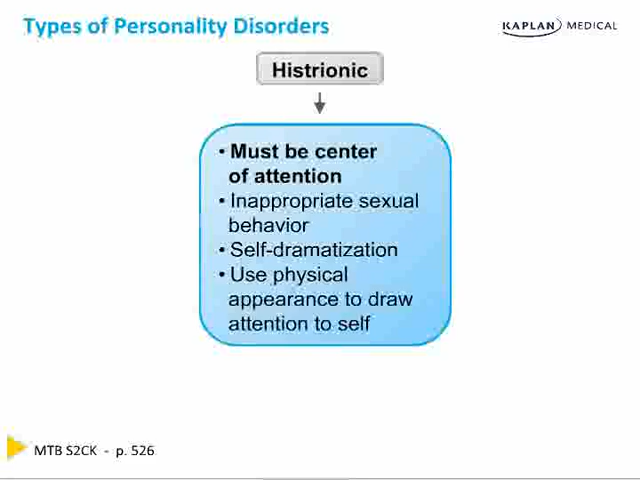 Types of Personality Disorders
KAPLAN MEDICAL
Histrionic
• Must be center
of attention
• Inappropriate sexual
behavior
• Self-dramatization
• Use physical
appearance to draw
attention to self
MTB S2CK - p. 526